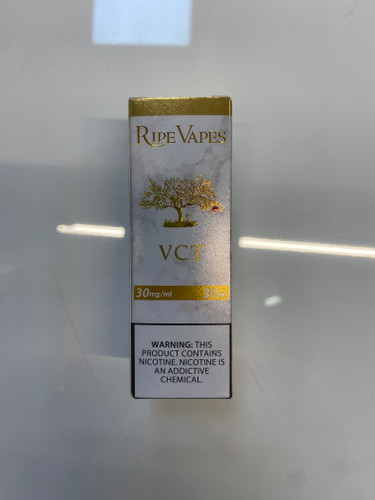 RIPE VAPES
VCT
30mg/ml
WARNING: THIS
PRODUCT CONTAINS
NICOTINE. NICOTINE IS
AN ADDICTIVE
CHEMICAL.